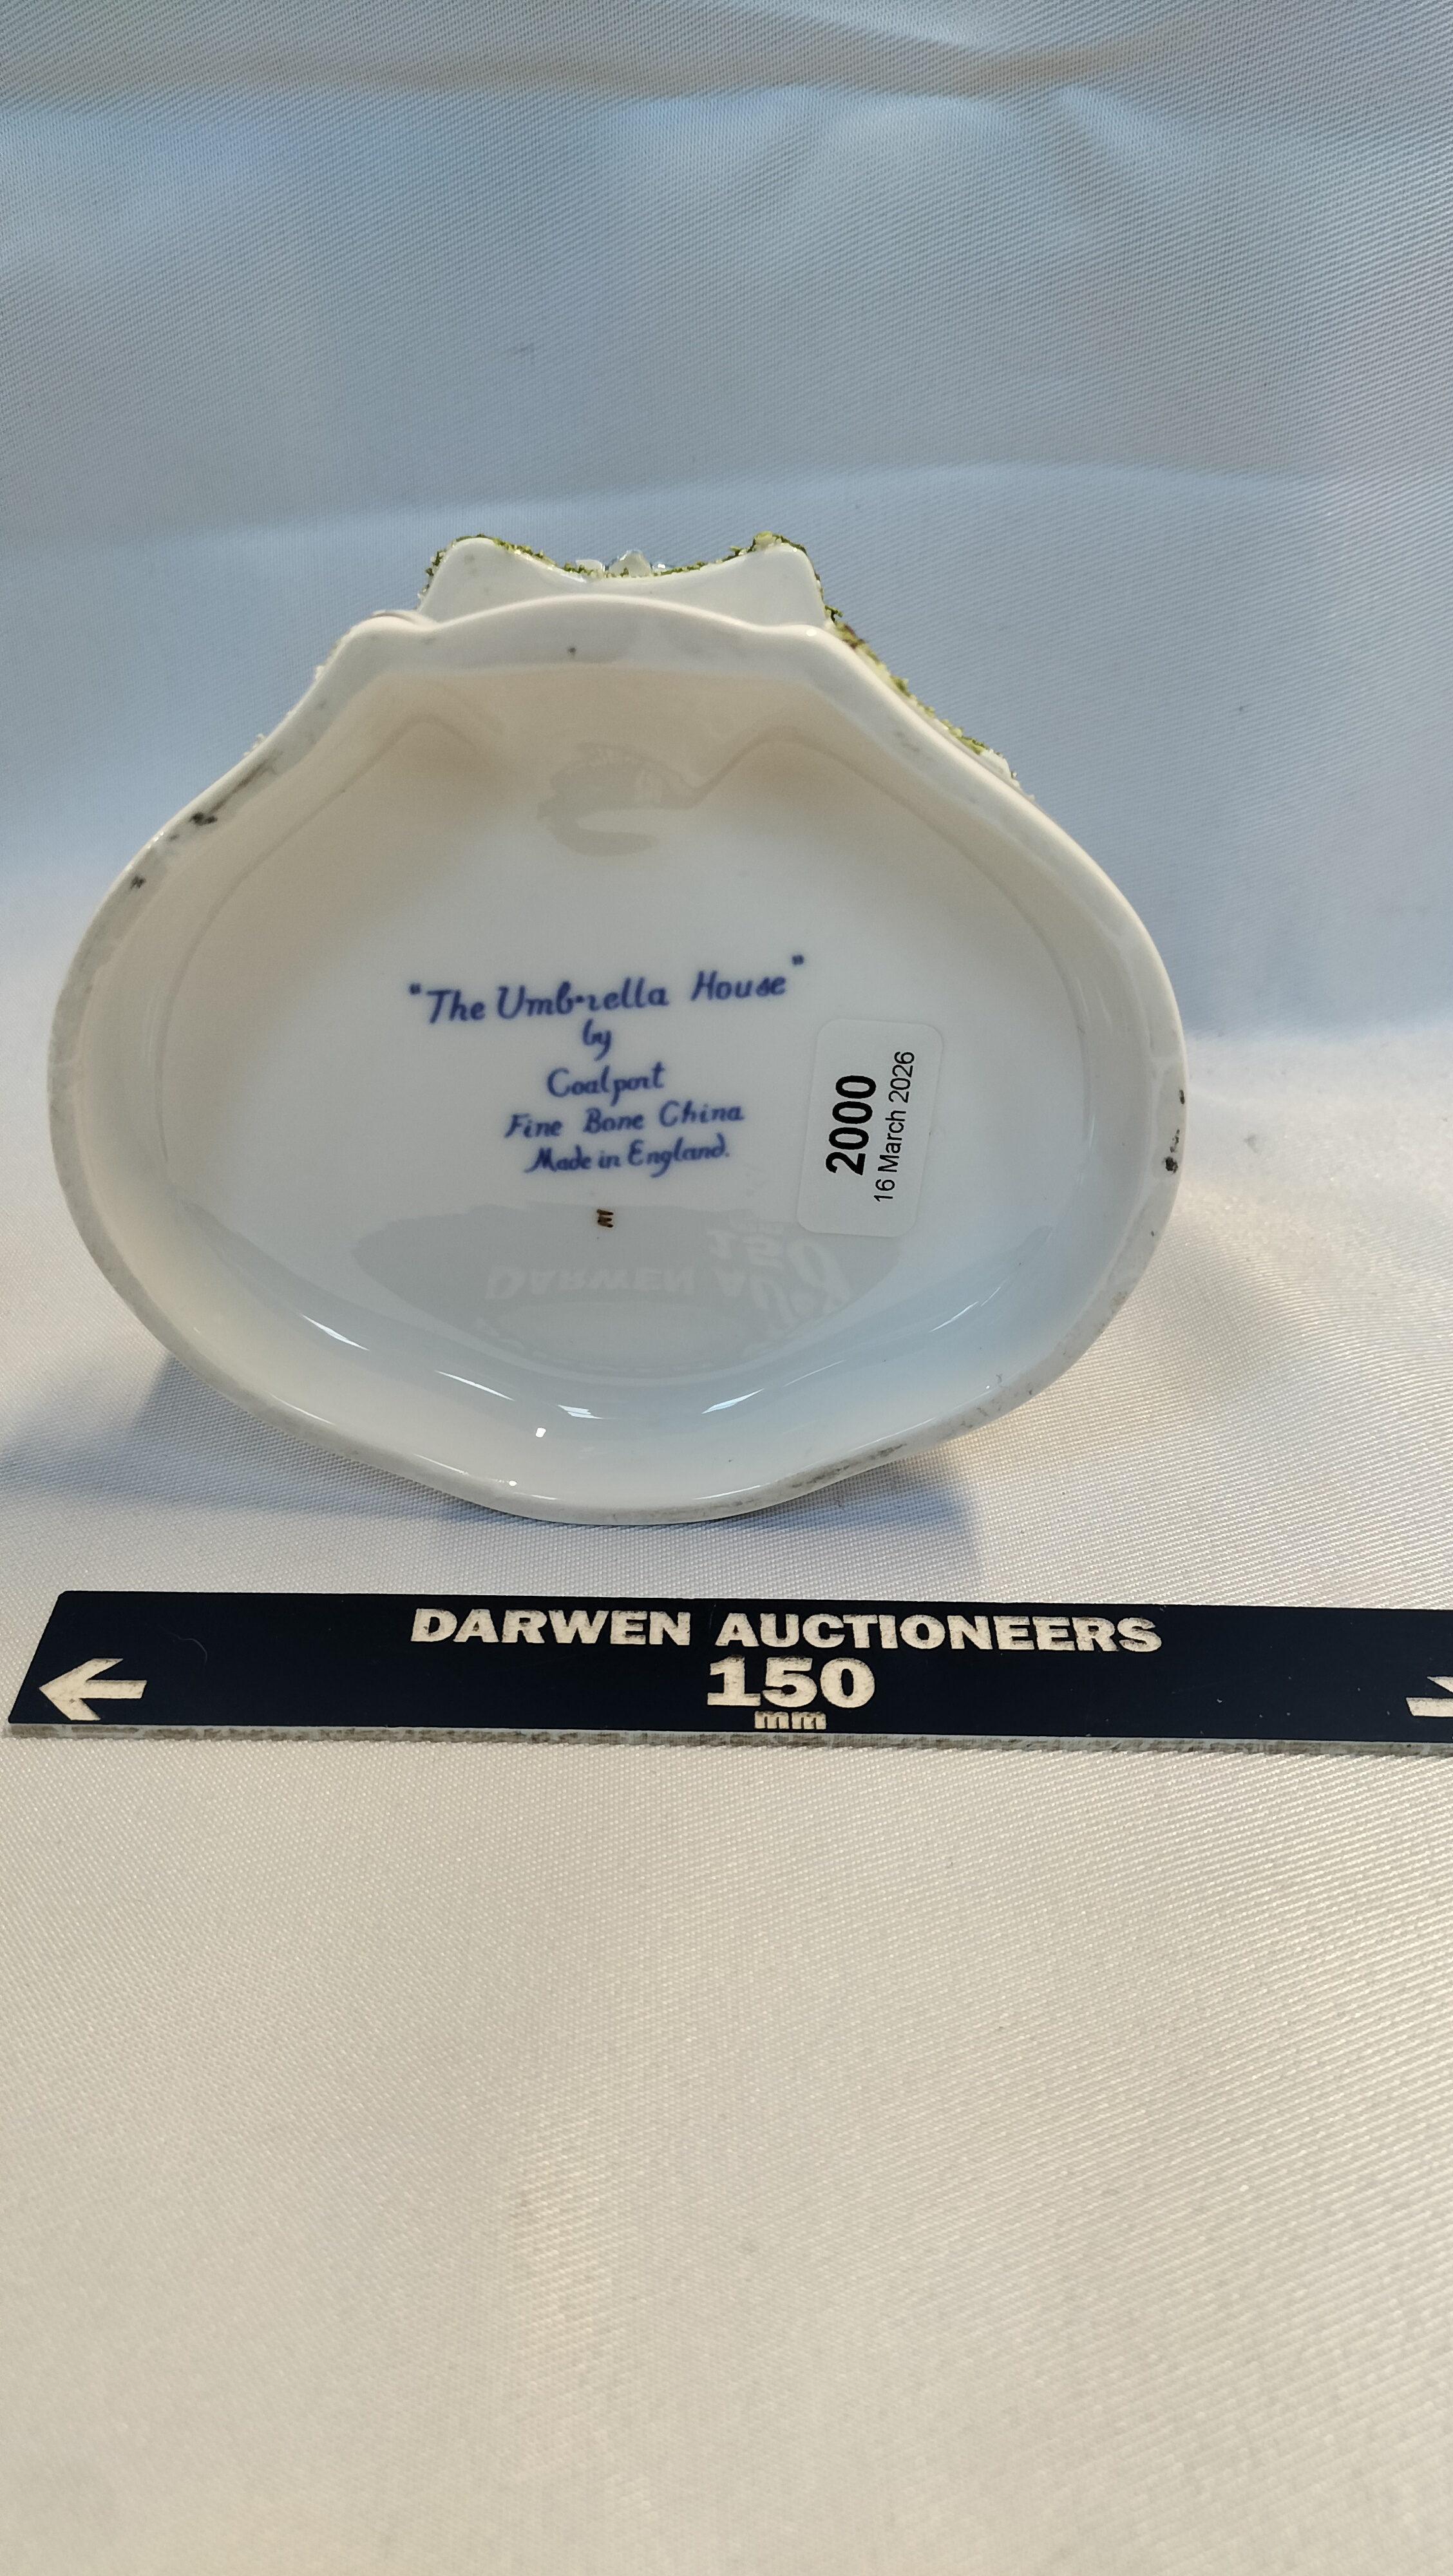 "The Umbrella House"
by
Coalport
Fine Bone China
Made in England.
2000
16 March 2026
DARWEN AUCTIONEERS
150
mm